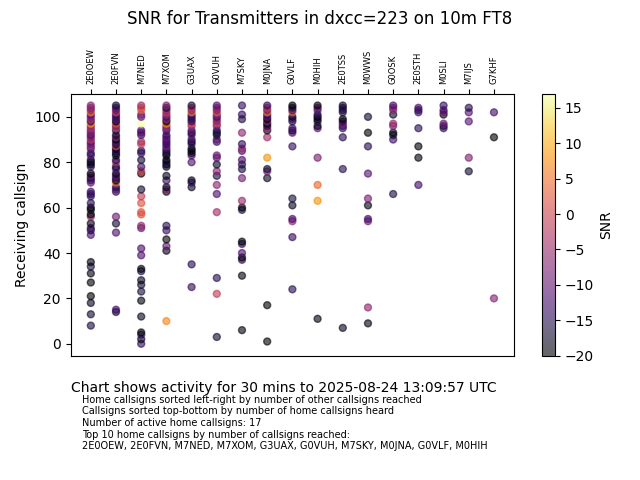 SNR for Transmitters in dxcc=223 on 10m FT8
2E0OEW
2E0FVN
M7NED
M7XOM
G3UAX
G0VUH
M7SKY
M0JNA
G0VLF
M0HIH
2E0TSS
M0WWS
G0OSK
2E0STH
M0SLI
M7IJS
G7KHF
100
80
60
40
20
0
Receiving callsign
15
10
5
0
−5
−10
−15
−20
SNR
Chart shows activity for 30 mins to 2025-08-24 13:09:57 UTC
Home callsigns sorted left-right by number of other callsigns reached
Callsigns sorted top-bottom by number of home callsigns heard
Number of active home callsigns: 17
Top 10 home callsigns by number of callsigns reached:
2E0OEW, 2E0FVN, M7NED, M7XOM, G3UAX, G0VUH, M7SKY, M0JNA, G0VLF, M0HIH